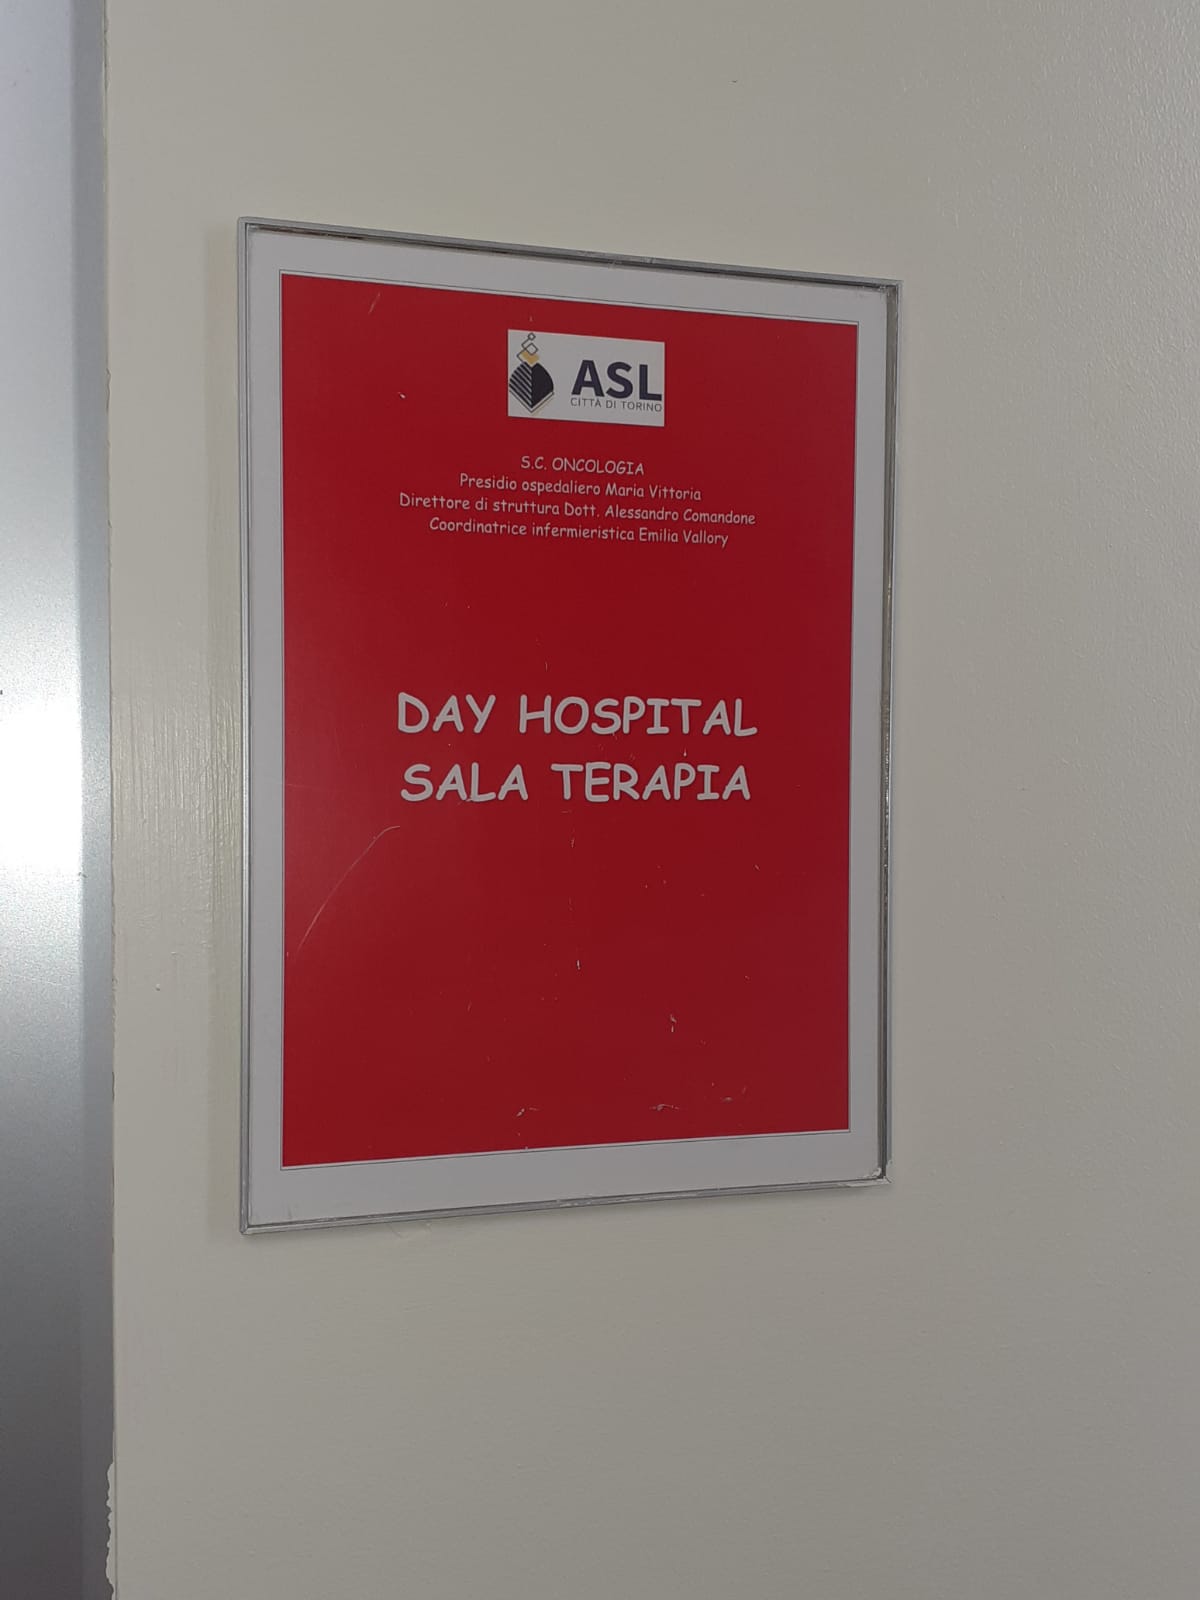 ASL
CITTÀ DI TORINO
S.C. ONCOLOGIA
Presidio ospedaliero Maria Vittoria
Direttore di struttura Dott. Alessandro Comandone
Coordinatrice infermieristica Emilia Vallory
DAY HOSPITAL
SALA TERAPIA